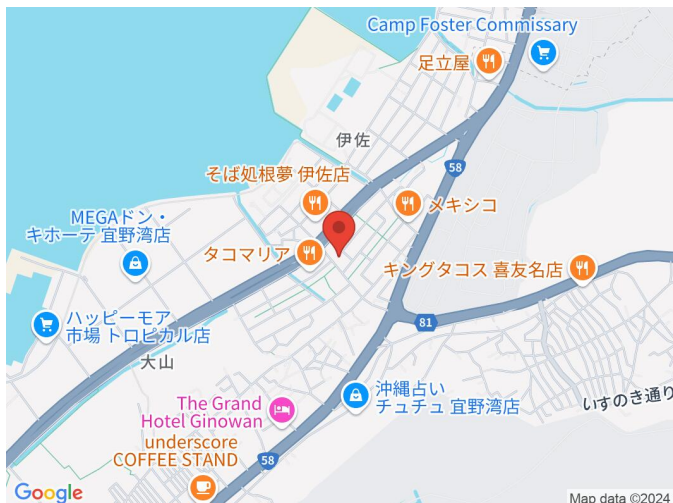 Camp Foster Commissary
足立屋
伊佐
58
そば処根夢 伊佐店
メキシコ
MEGAドン・
キホーテ 宜野湾店
タコマリア
キングタコス 喜友名店
ハッピーモア
市場 トロピカル店
81
大山
The Grand
Hotel Ginowan
沖縄占い
チュチュ 宜野湾店
いすのき通り
underscore
COFFEE STAND
58
Google
Map data ©2024